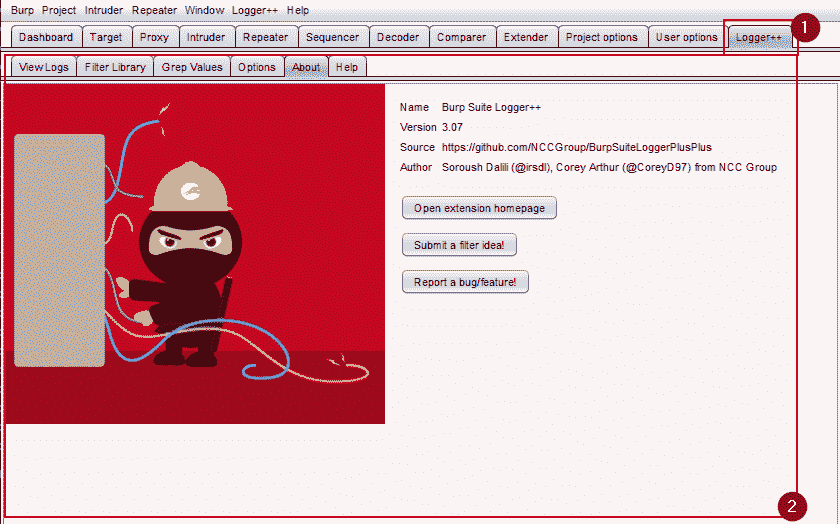 Burp Project Intruder Repeater Window Logger++ Help
Dashboard Target Proxy Intruder Repeater Sequencer Decoder Comparer Extender Project options User options Logger++
1
View Logs Filter Library Grep Values Options About Help
Name Burp Suite Logger++
Version 3.07
Source https://github.com/NCCGroup/BurpSuiteLoggerPlusPlus
Author Soroush Dalili (@irsdl), Corey Arthur (@CoreyD97) from NCC Group
Open extension homepage
Submit a filter idea!
Report a bug/feature!
2